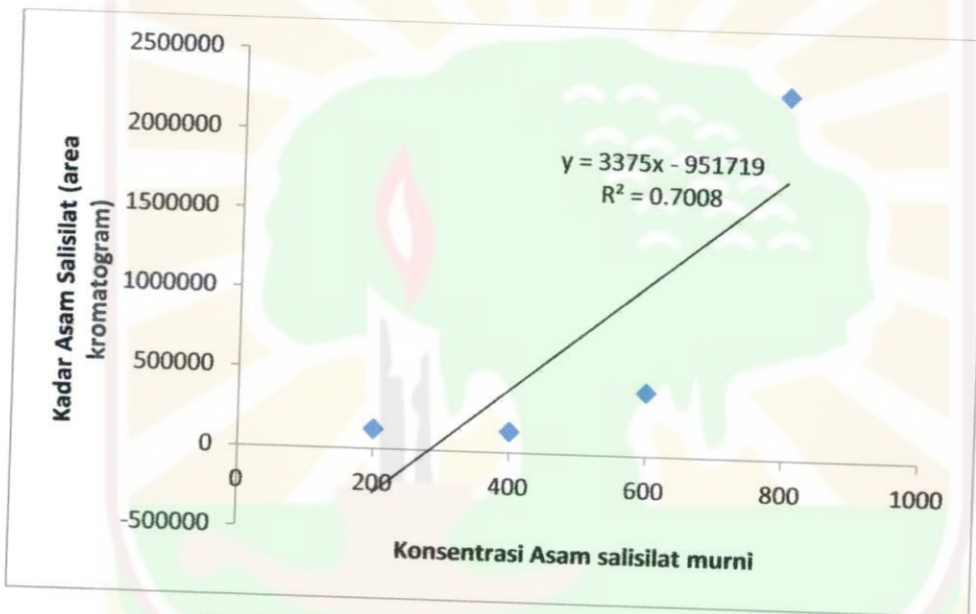 2500000
2000000
1500000
1000000
500000
0
-500000
Kadar Asam Salisilat (area
kromatogram)
y = 3375x - 951719
R² = 0.7008
0
200
400
600
800
1000
Konsentrasi Asam salisilat murni